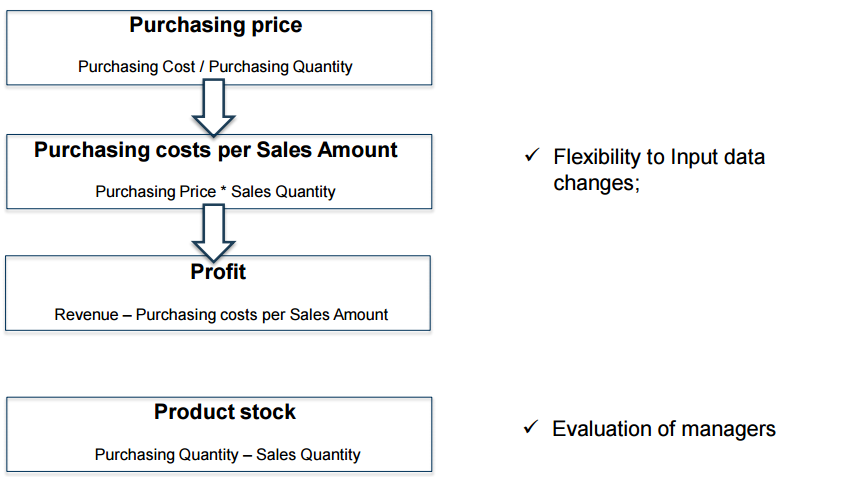 Purchasing price
Purchasing Cost / Purchasing Quantity
Purchasing costs per Sales Amount
Purchasing Price * Sales Quantity
Flexibility to Input data
changes;
Profit
Revenue – Purchasing costs per Sales Amount
Product stock
Purchasing Quantity – Sales Quantity
Evaluation of managers